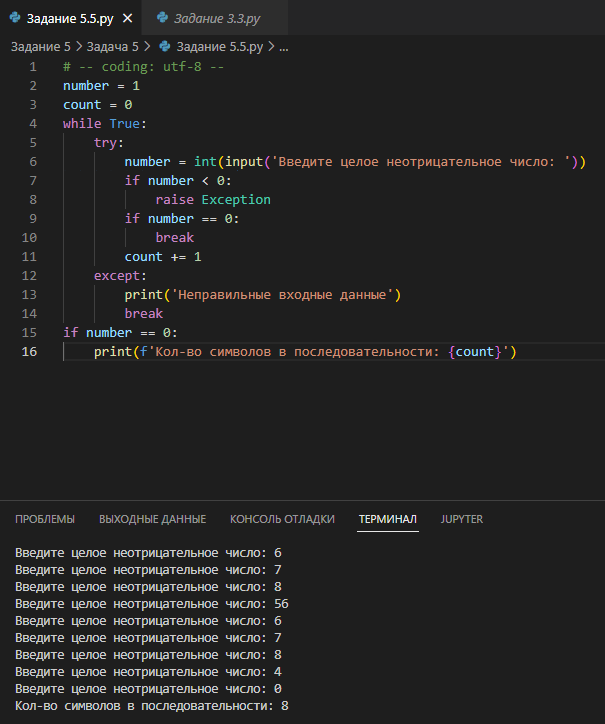 Задание 5.5.py Задание 3.3.py
Задание 5 > Задача 5 > Задание 5.5.py > ...
1 # -- coding: utf-8 --
2 number = 1
3 count = 0
4 while True:
5     try:
6         number = int(input('Введите целое неотрицательное число: '))
7         if number < 0:
8             raise Exception
9         if number == 0:
10             break
11         count += 1
12     except:
13         print('Неправильные входные данные')
14         break
15 if number == 0:
16     print(f'Кол-во символов в последовательности: {count}')
ПРОБЛЕМЫ ВЫХОДНЫЕ ДАННЫЕ КОНСОЛЬ ОТЛАДКИ ТЕРМИНАЛ JUPYTER
Введите целое неотрицательное число: 6
Введите целое неотрицательное число: 7
Введите целое неотрицательное число: 8
Введите целое неотрицательное число: 56
Введите целое неотрицательное число: 6
Введите целое неотрицательное число: 7
Введите целое неотрицательное число: 8
Введите целое неотрицательное число: 4
Введите целое неотрицательное число: 0
Кол-во символов в последовательности: 8